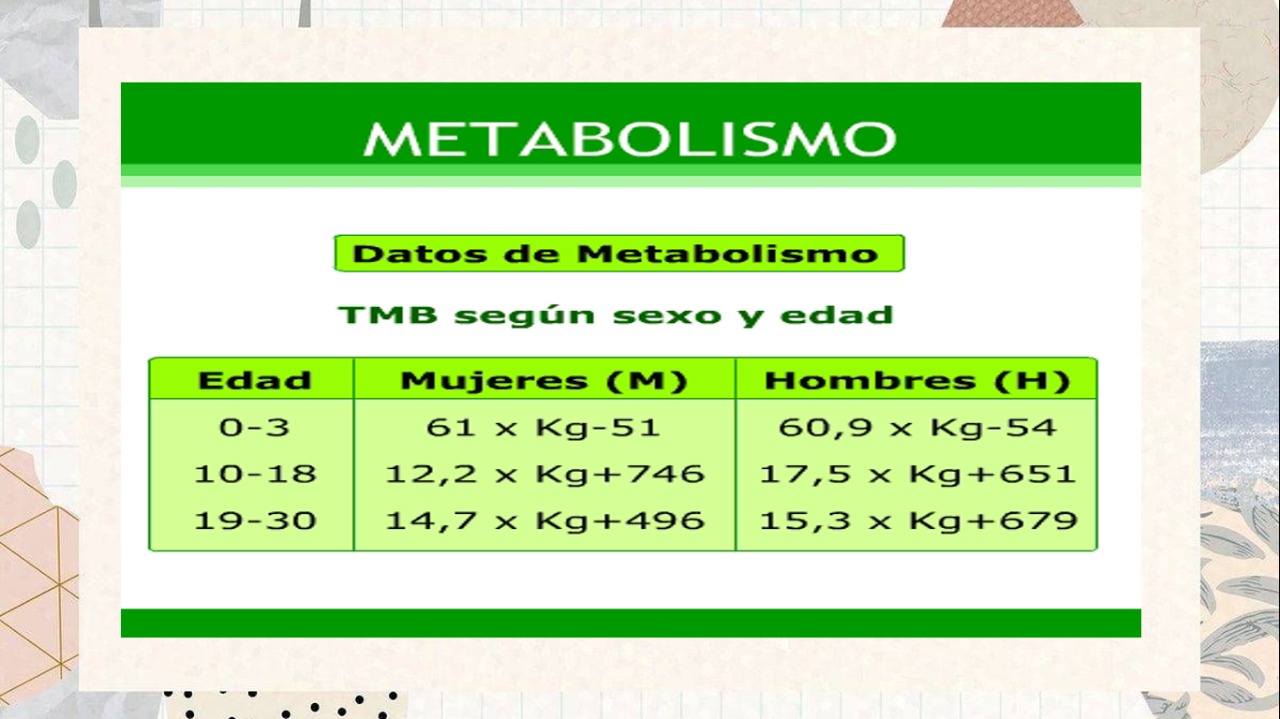 METABOLISMO
Datos de Metabolismo
TMB según sexo y edad
Edad Mujeres (M) Hombres (H)
0-3 61 x Kg-51 60,9 x Kg-54
10-18 12,2 x Kg+746 17,5 x Kg+651
19-30 14,7 x Kg+496 15,3 x Kg+679